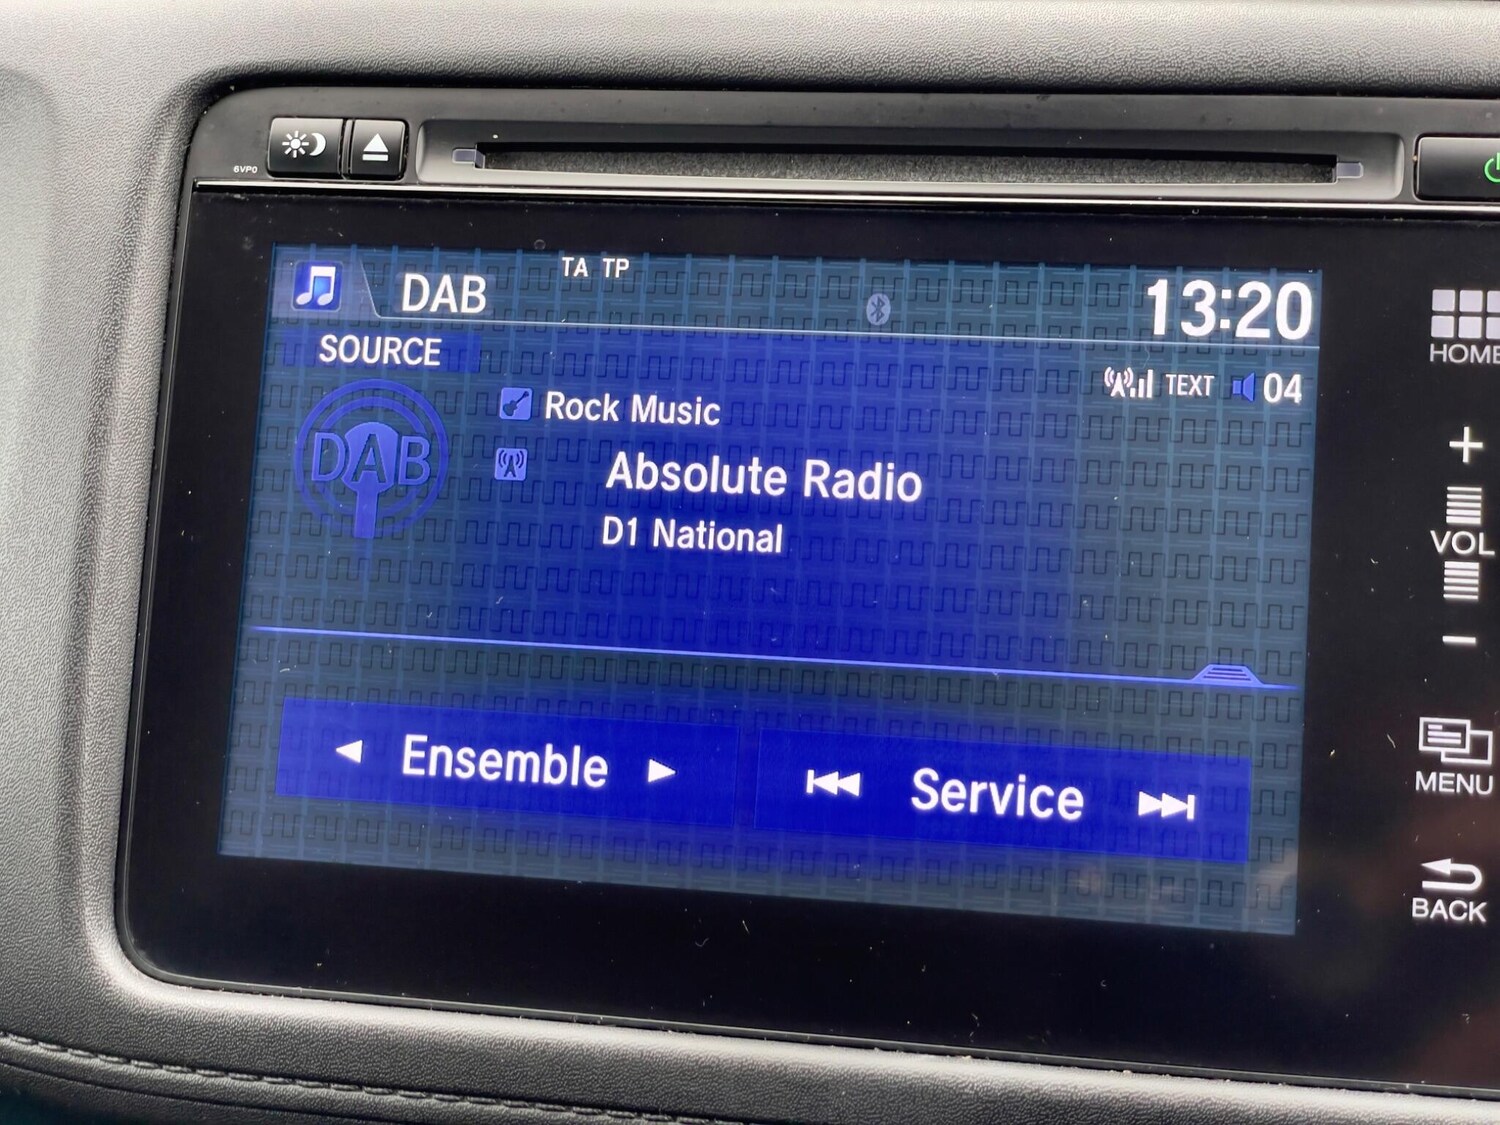 6VP0
DAB
TA TP
13:20
SOURCE
TEXT 04
DAB
Rock Music
Absolute Radio
D1 National
Ensemble
Service
HOME
+
VOL
−
MENU
BACK